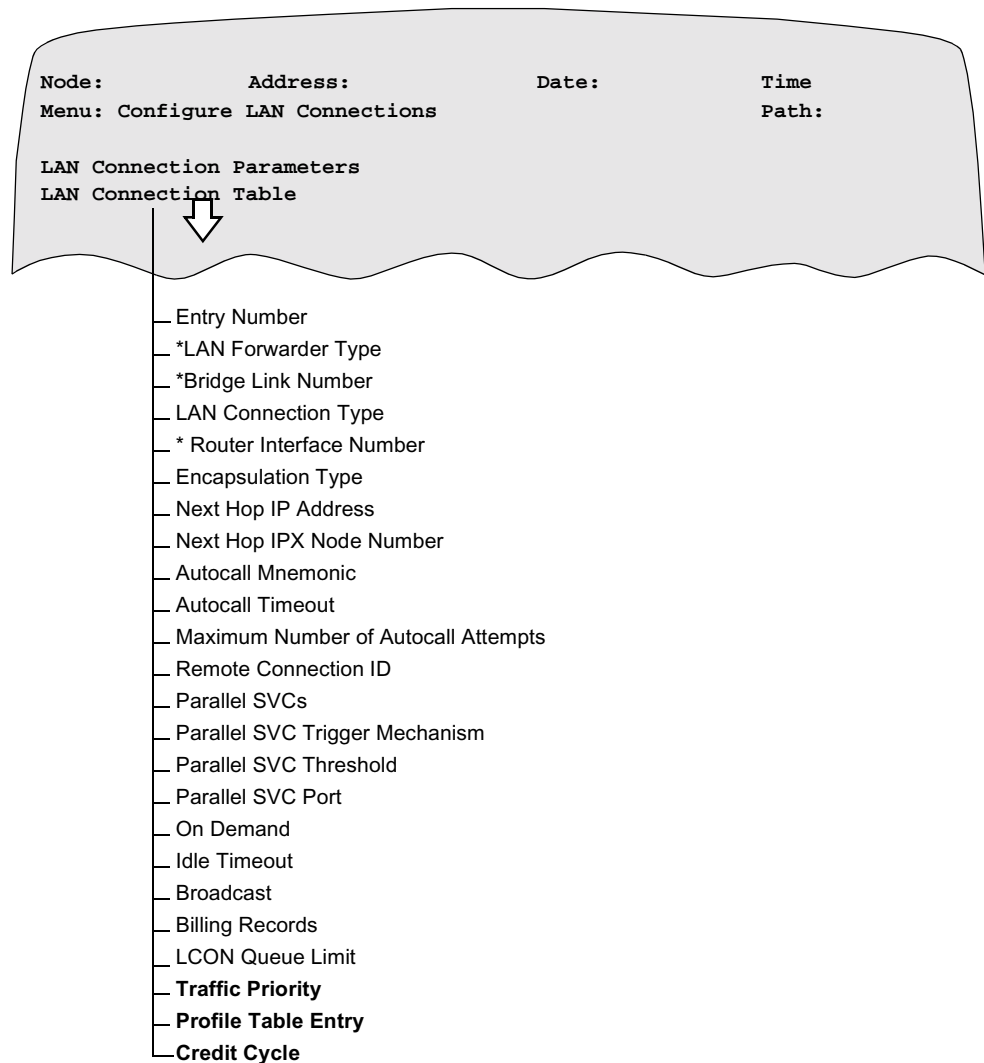 Node: Address: Date: Time
Menu: Configure LAN Connections Path:
LAN Connection Parameters
LAN Connection Table
Entry Number
*LAN Forwarder Type
*Bridge Link Number
LAN Connection Type
* Router Interface Number
Encapsulation Type
Next Hop IP Address
Next Hop IPX Node Number
Autocall Mnemonic
Autocall Timeout
Maximum Number of Autocall Attempts
Remote Connection ID
Parallel SVCs
Parallel SVC Trigger Mechanism
Parallel SVC Threshold
Parallel SVC Port
On Demand
Idle Timeout
Broadcast
Billing Records
LCON Queue Limit
Traffic Priority
Profile Table Entry
Credit Cycle